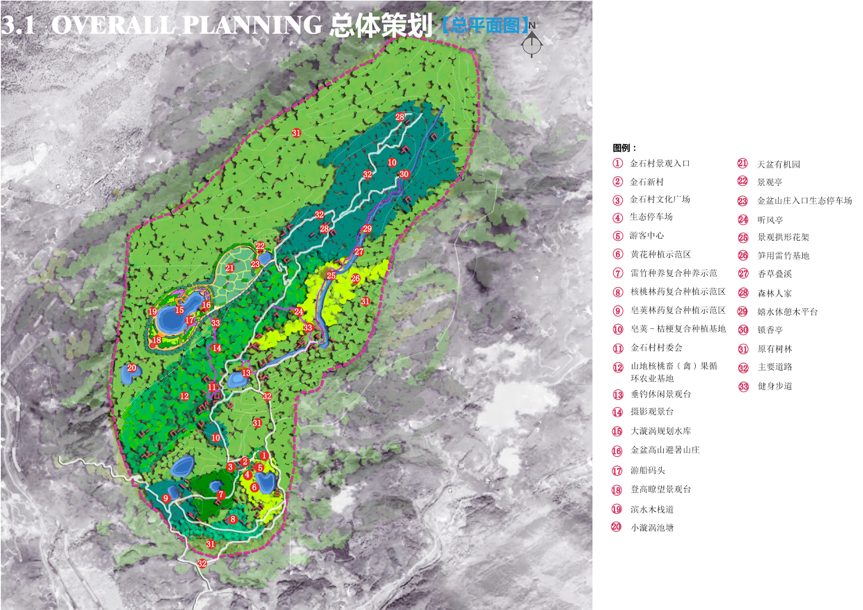 3.1 OVERALL PLANNING 总体策划【总平面图】
N
图例：
① 金石村景观入口
② 金石新村
③ 金石村文化广场
④ 生态停车场
⑤ 游客中心
⑥ 黄花种植示范区
⑦ 雷竹种养复合种养示范
⑧ 核桃林药复合种植示范区
⑨ 皂荚林药复合种植示范区
⑩ 皂荚－桔梗复合种植基地
⑪ 金石村村委会
⑫ 山地核桃畜（禽）果循
环农业基地
⑬ 垂钓休闲景观台
⑭ 摄影观景台
⑮ 大漩涡规划水库
⑯ 金盆高山避暑山庄
⑰ 游船码头
⑱ 登高瞭望景观台
⑲ 滨水木栈道
⑳ 小漩涡池塘
㉑ 天盆有机园
㉒ 景观亭
㉓ 金盆山庄入口生态停车场
㉔ 听风亭
㉕ 景观拱形花架
㉖ 笋用雷竹基地
㉗ 香草叠溪
㉘ 森林人家
㉙ 嬉水休憩木平台
㉚ 锁香亭
㉛ 原有树林
㉜ 主要道路
㉝ 健身步道
28
31
10
32
30
32
28
29
22
27
23
21
25
26
16
15
31
19
24
17
33
33
18
14
20
13
11
12
32
31
10
1
2
3
5
4
6
7
9
8
31
32